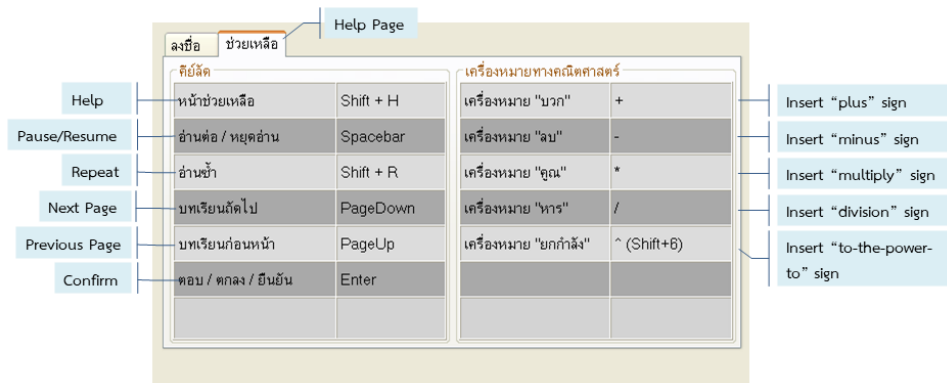 Help Page
ลงชื่อ ช่วยเหลือ
คีย์ลัด เครื่องหมายทางคณิตศาสตร์
Help หน้าช่วยเหลือ Shift + H เครื่องหมาย "บวก" + Insert “plus” sign
Pause/Resume อ่านต่อ / หยุดอ่าน Spacebar เครื่องหมาย "ลบ" - Insert “minus” sign
Repeat อ่านซ้ำ Shift + R เครื่องหมาย "คูณ" * Insert “multiply” sign
Next Page บทเรียนถัดไป PageDown เครื่องหมาย "หาร" / Insert “division” sign
Previous Page บทเรียนก่อนหน้า PageUp เครื่องหมาย "ยกกำลัง" ^ (Shift+6) Insert “to-the-power-
to” sign
Confirm ตอบ / ตกลง / ยืนยัน Enter